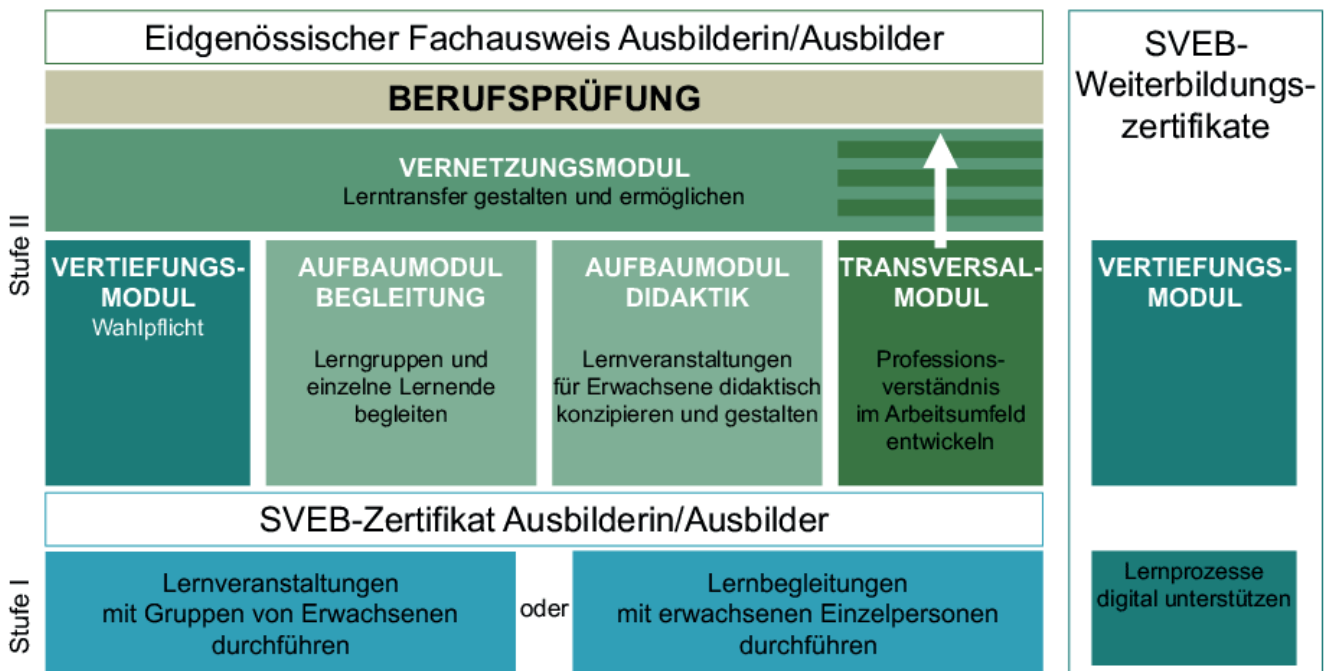 Eidgenössischer Fachausweis Ausbilderin/Ausbilder
BERUFSPRÜFUNG
VERNETZUNGSMODUL
Lerntransfer gestalten und ermöglichen
Stufe II
VERTIEFUNGS-
MODUL
Wahlpflicht
AUFBAUMODUL
BEGLEITUNG
Lerngruppen und
einzelne Lernende
begleiten
AUFBAUMODUL
DIDAKTIK
Lernveranstaltungen
für Erwachsene didaktisch
konzipieren und gestalten
TRANSVERSAL-
MODUL
Professions-
verständnis
im Arbeitsumfeld
entwickeln
SVEB-Zertifikat Ausbilderin/Ausbilder
Stufe I
Lernveranstaltungen
mit Gruppen von Erwachsenen
durchführen
oder
Lernbegleitungen
mit erwachsenen Einzelpersonen
durchführen
SVEB-
Weiterbildungs-
zertifikate
VERTIEFUNGS-
MODUL
Lernprozesse
digital unterstützen